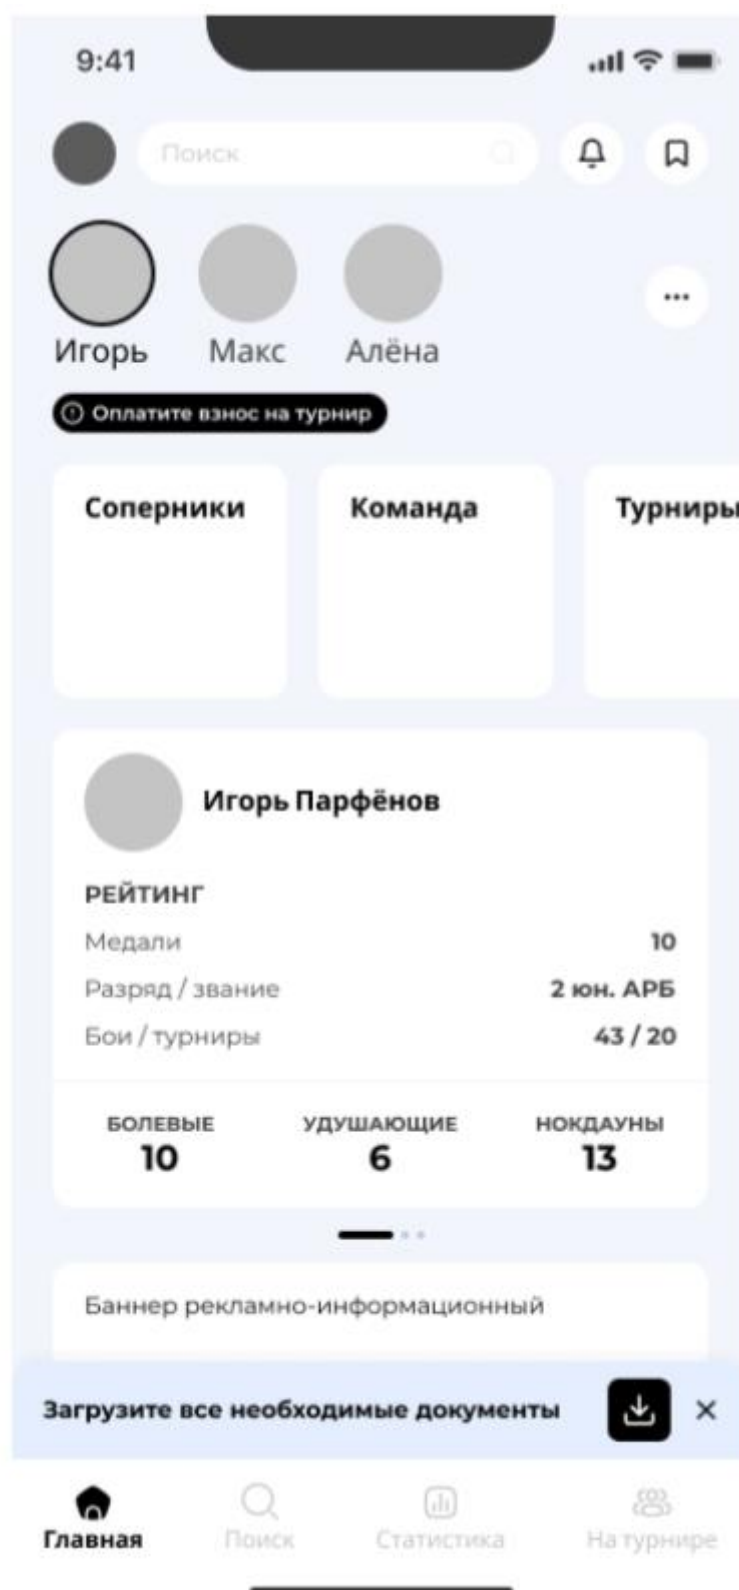 9:41
Поиск
Игорь Макс Алёна
Оплатите взнос на турнир
Соперники Команда Турниры
Игорь Парфёнов
РЕЙТИНГ
Медали 10
Разряд / звание 2 юн. АРБ
Бои / турниры 43 / 20
БОЛЕВЫЕ УДУШАЮЩИЕ НОКДАУНЫ
10 6 13
Баннер рекламно-информационный
Загрузите все необходимые документы
Главная Поиск Статистика На турнире